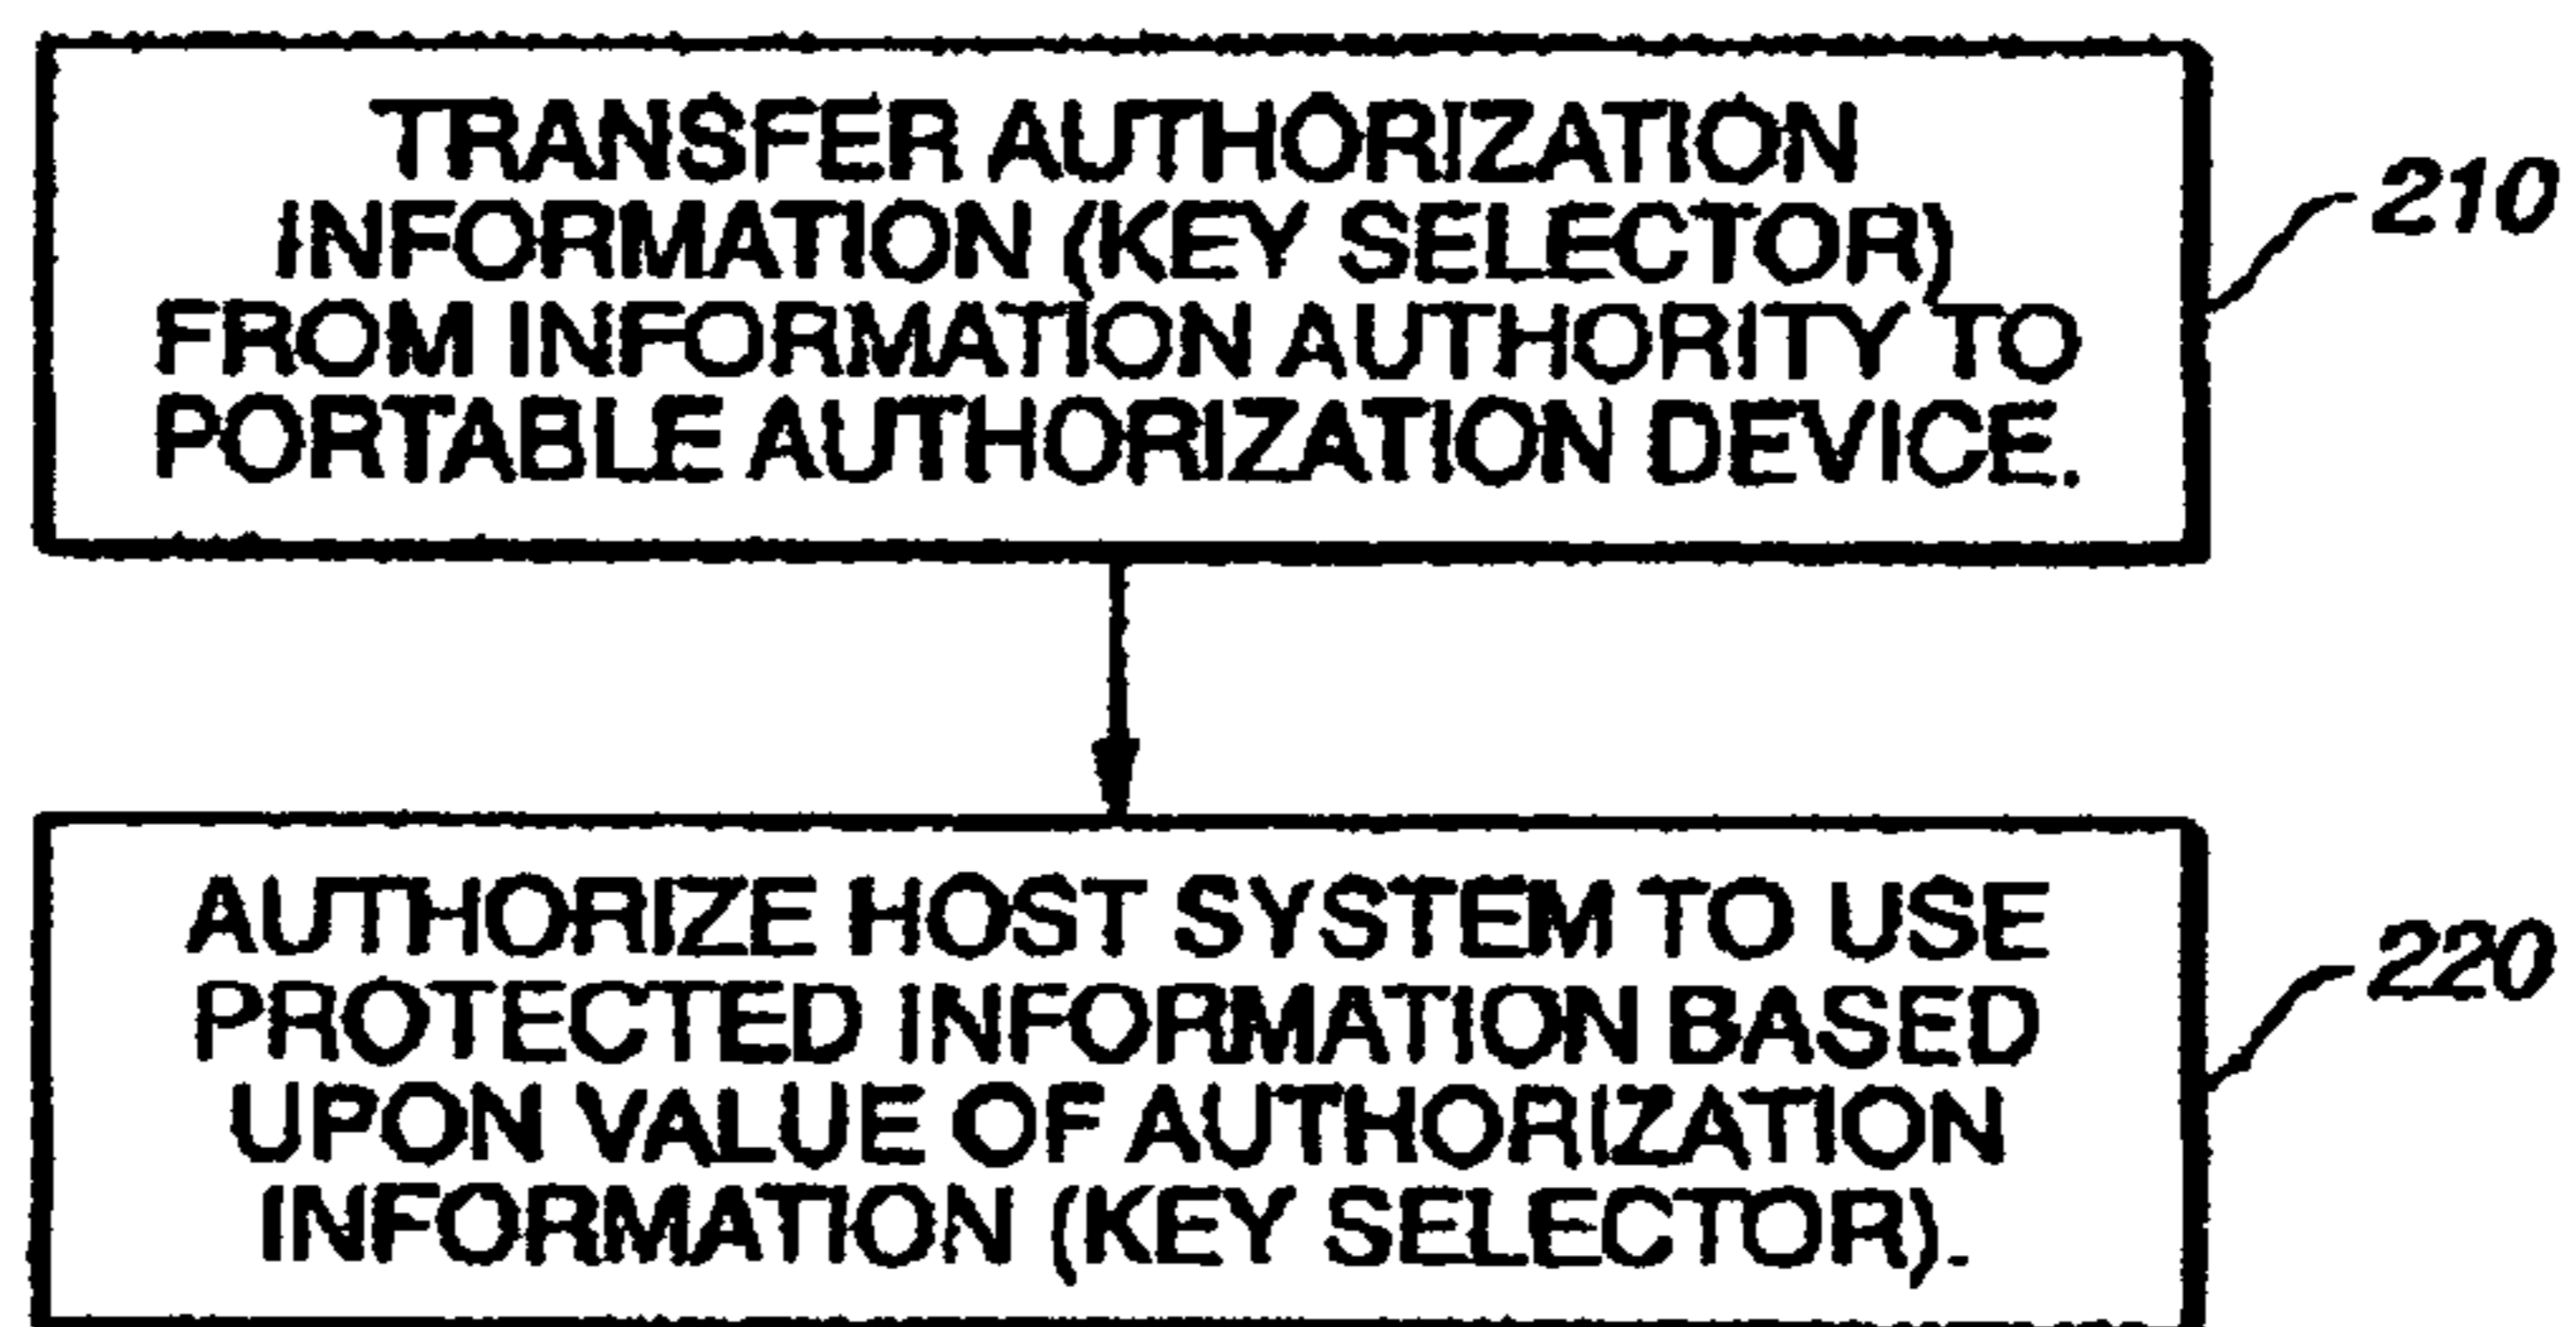 TRANSFER AUTHORIZATION
INFORMATION (KEY SELECTOR)
FROM INFORMATION AUTHORITY TO
PORTABLE AUTHORIZATION DEVICE.
210
AUTHORIZE HOST SYSTEM TO USE
PROTECTED INFORMATION BASED
UPON VALUE OF AUTHORIZATION
INFORMATION (KEY SELECTOR).
220